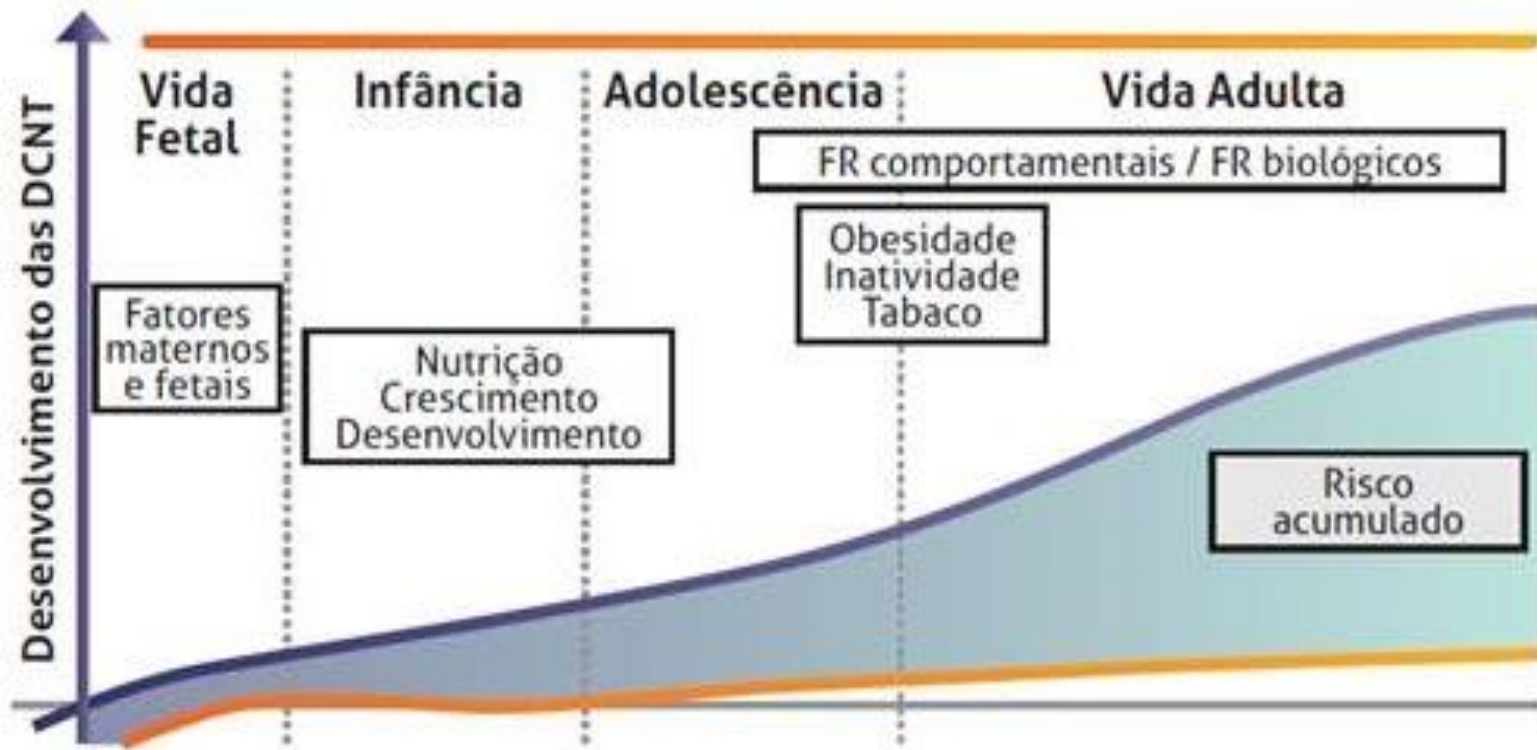 Desenvolvimento das DCNT
Vida
Fetal
Infância
Adolescência
Vida Adulta
FR comportamentais / FR biológicos
Obesidade
Inatividade
Tabaco
Fatores
maternos
e fetais
Nutrição
Crescimento
Desenvolvimento
Risco
acumulado